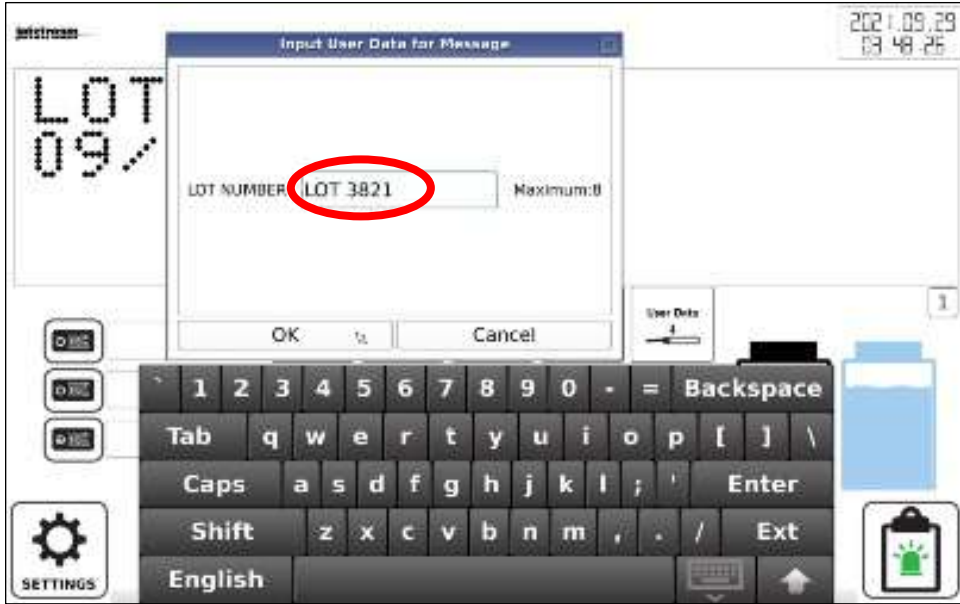 jetstream
2021.09.29
03 48 26
Input User Data for Message
LOT
09/
LOT NUMBER LOT 3821 Maximum:8
OK Cancel
User Data
1
` 1 2 3 4 5 6 7 8 9 0 - = Backspace
Tab q w e r t y u i o p [ ] \
Caps a s d f g h j k l ; ' Enter
Shift z x c v b n m , . / Ext
English
SETTINGS